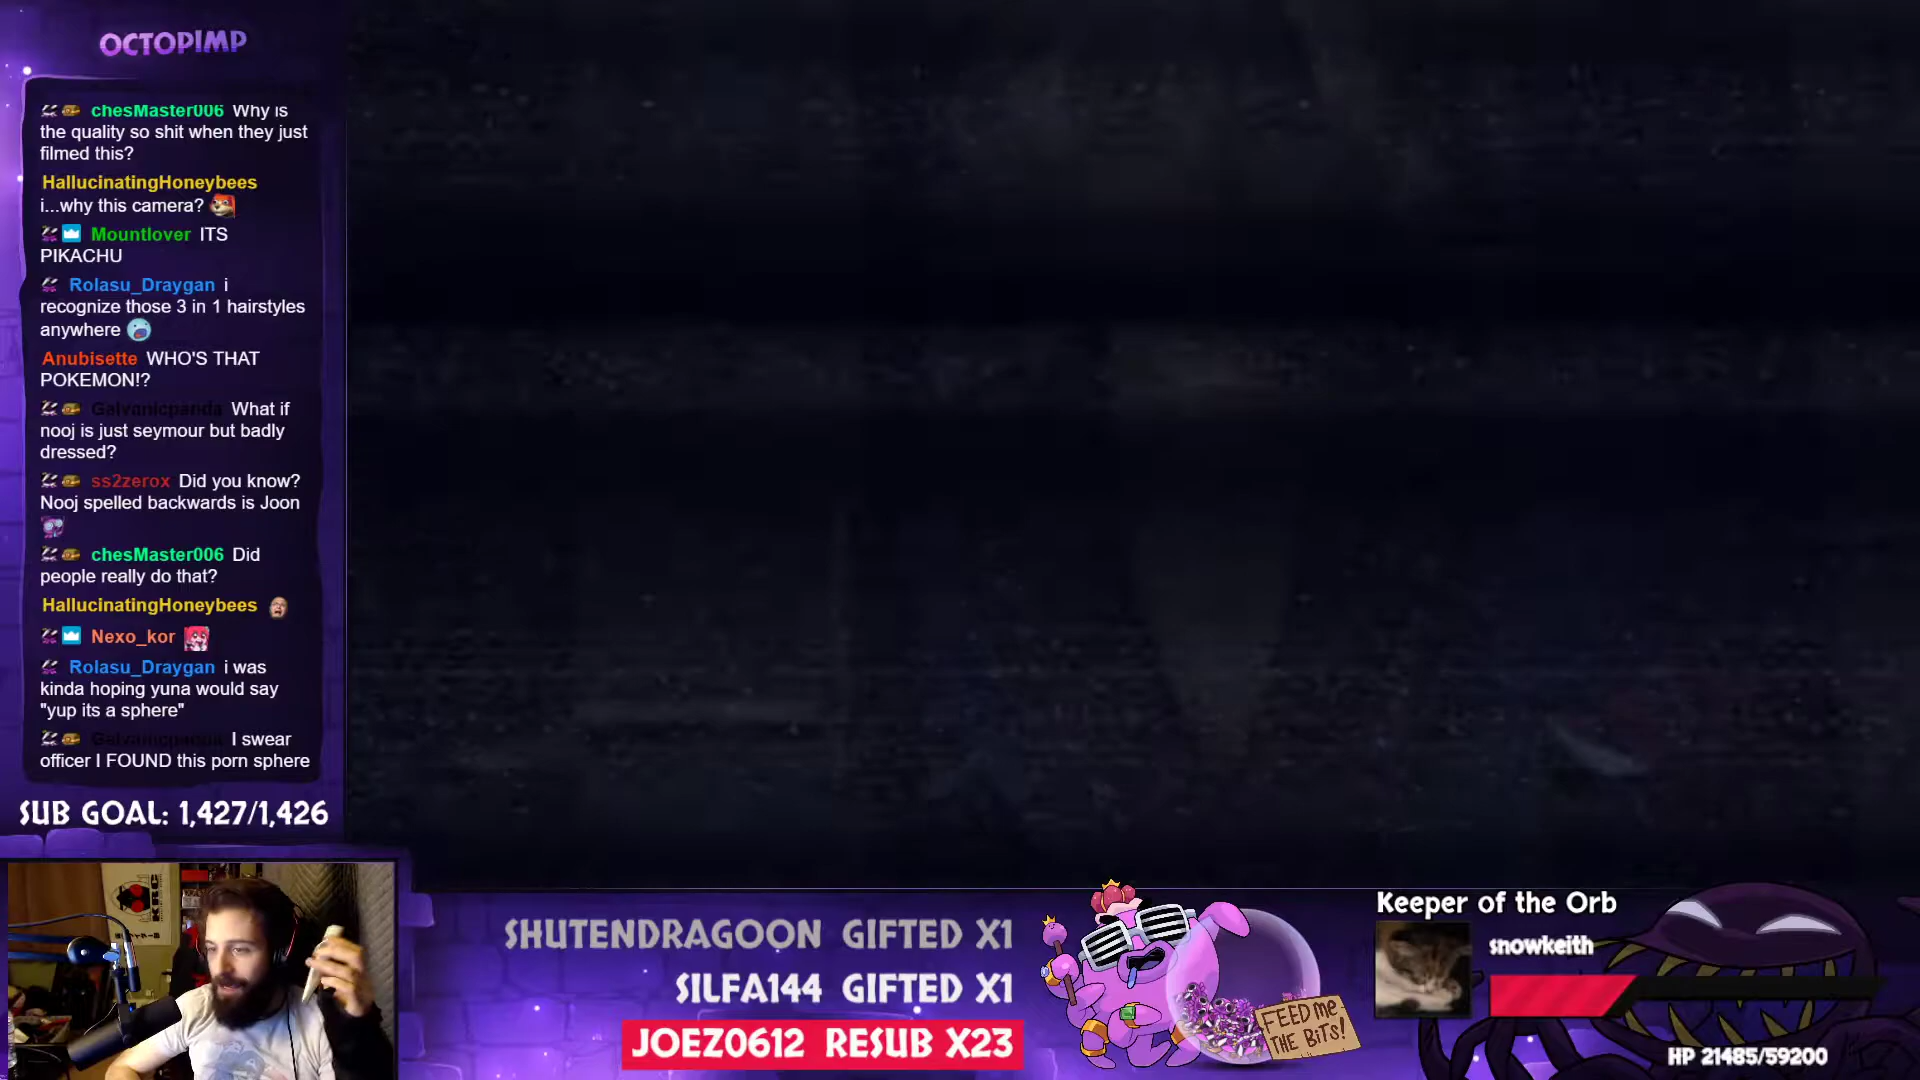 OCTOPIMP
chesMaster006 Why is
the quality so shit when they just
filmed this?
HallucinatingHoneybees
i...why this camera?
Mountlover ITS
PIKACHU
Rolasu_Draygan i
recognize those 3 in 1 hairstyles
anywhere
Anubisette WHO'S THAT
POKEMON!?
Galvanicpanda What if
nooj is just seymour but badly
dressed?
ss2zerox Did you know?
Nooj spelled backwards is Joon
chesMaster006 Did
people really do that?
HallucinatingHoneybees
Nexo_kor
Rolasu_Draygan i was
kinda hoping yuna would say
"yup its a sphere"
Galvanicpanda I swear
officer I FOUND this porn sphere
SUB GOAL: 1,427/1,426
SHUTENDRAGOON GIFTED X1
SILFA144 GIFTED X1
JOEZ0612 RESUB X23
FEED ME
THE BITS!
Keeper of the Orb
snowkeith
HP 21485/59200